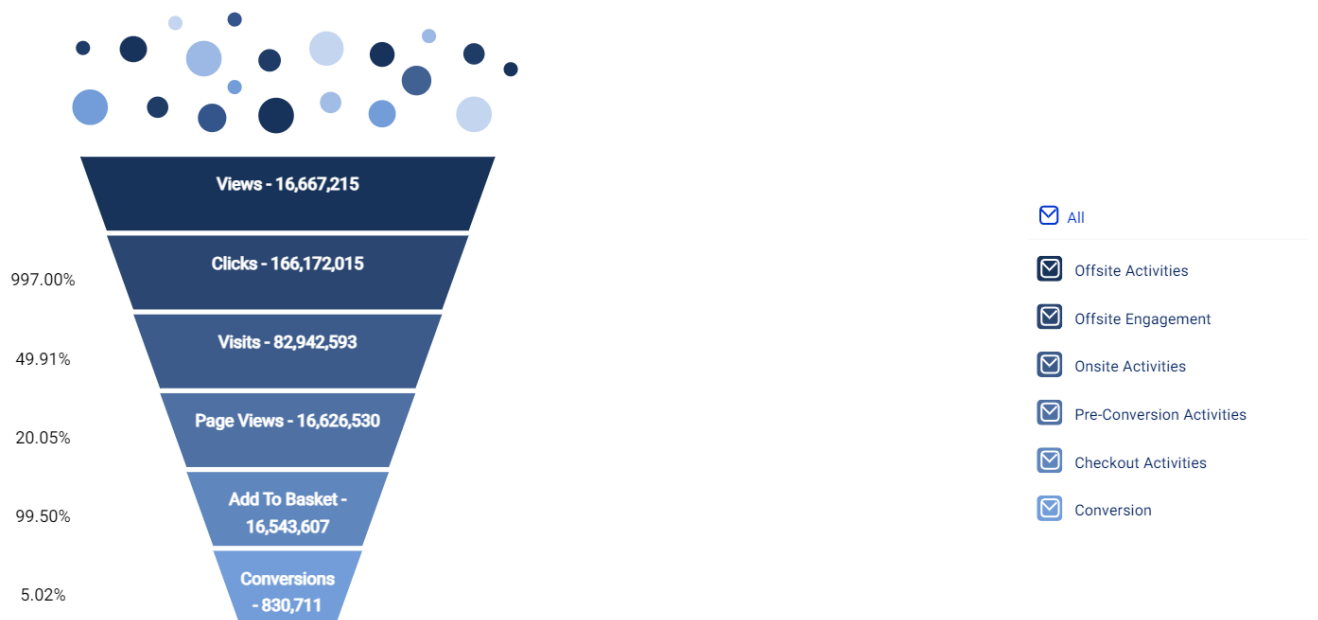 Views - 16,667,215
Clicks - 166,172,015
997.00%
Visits - 82,942,593
49.91%
Page Views - 16,626,530
20.05%
Add To Basket -
16,543,607
99.50%
Conversions
- 830,711
5.02%
All
Offsite Activities
Offsite Engagement
Onsite Activities
Pre-Conversion Activities
Checkout Activities
Conversion